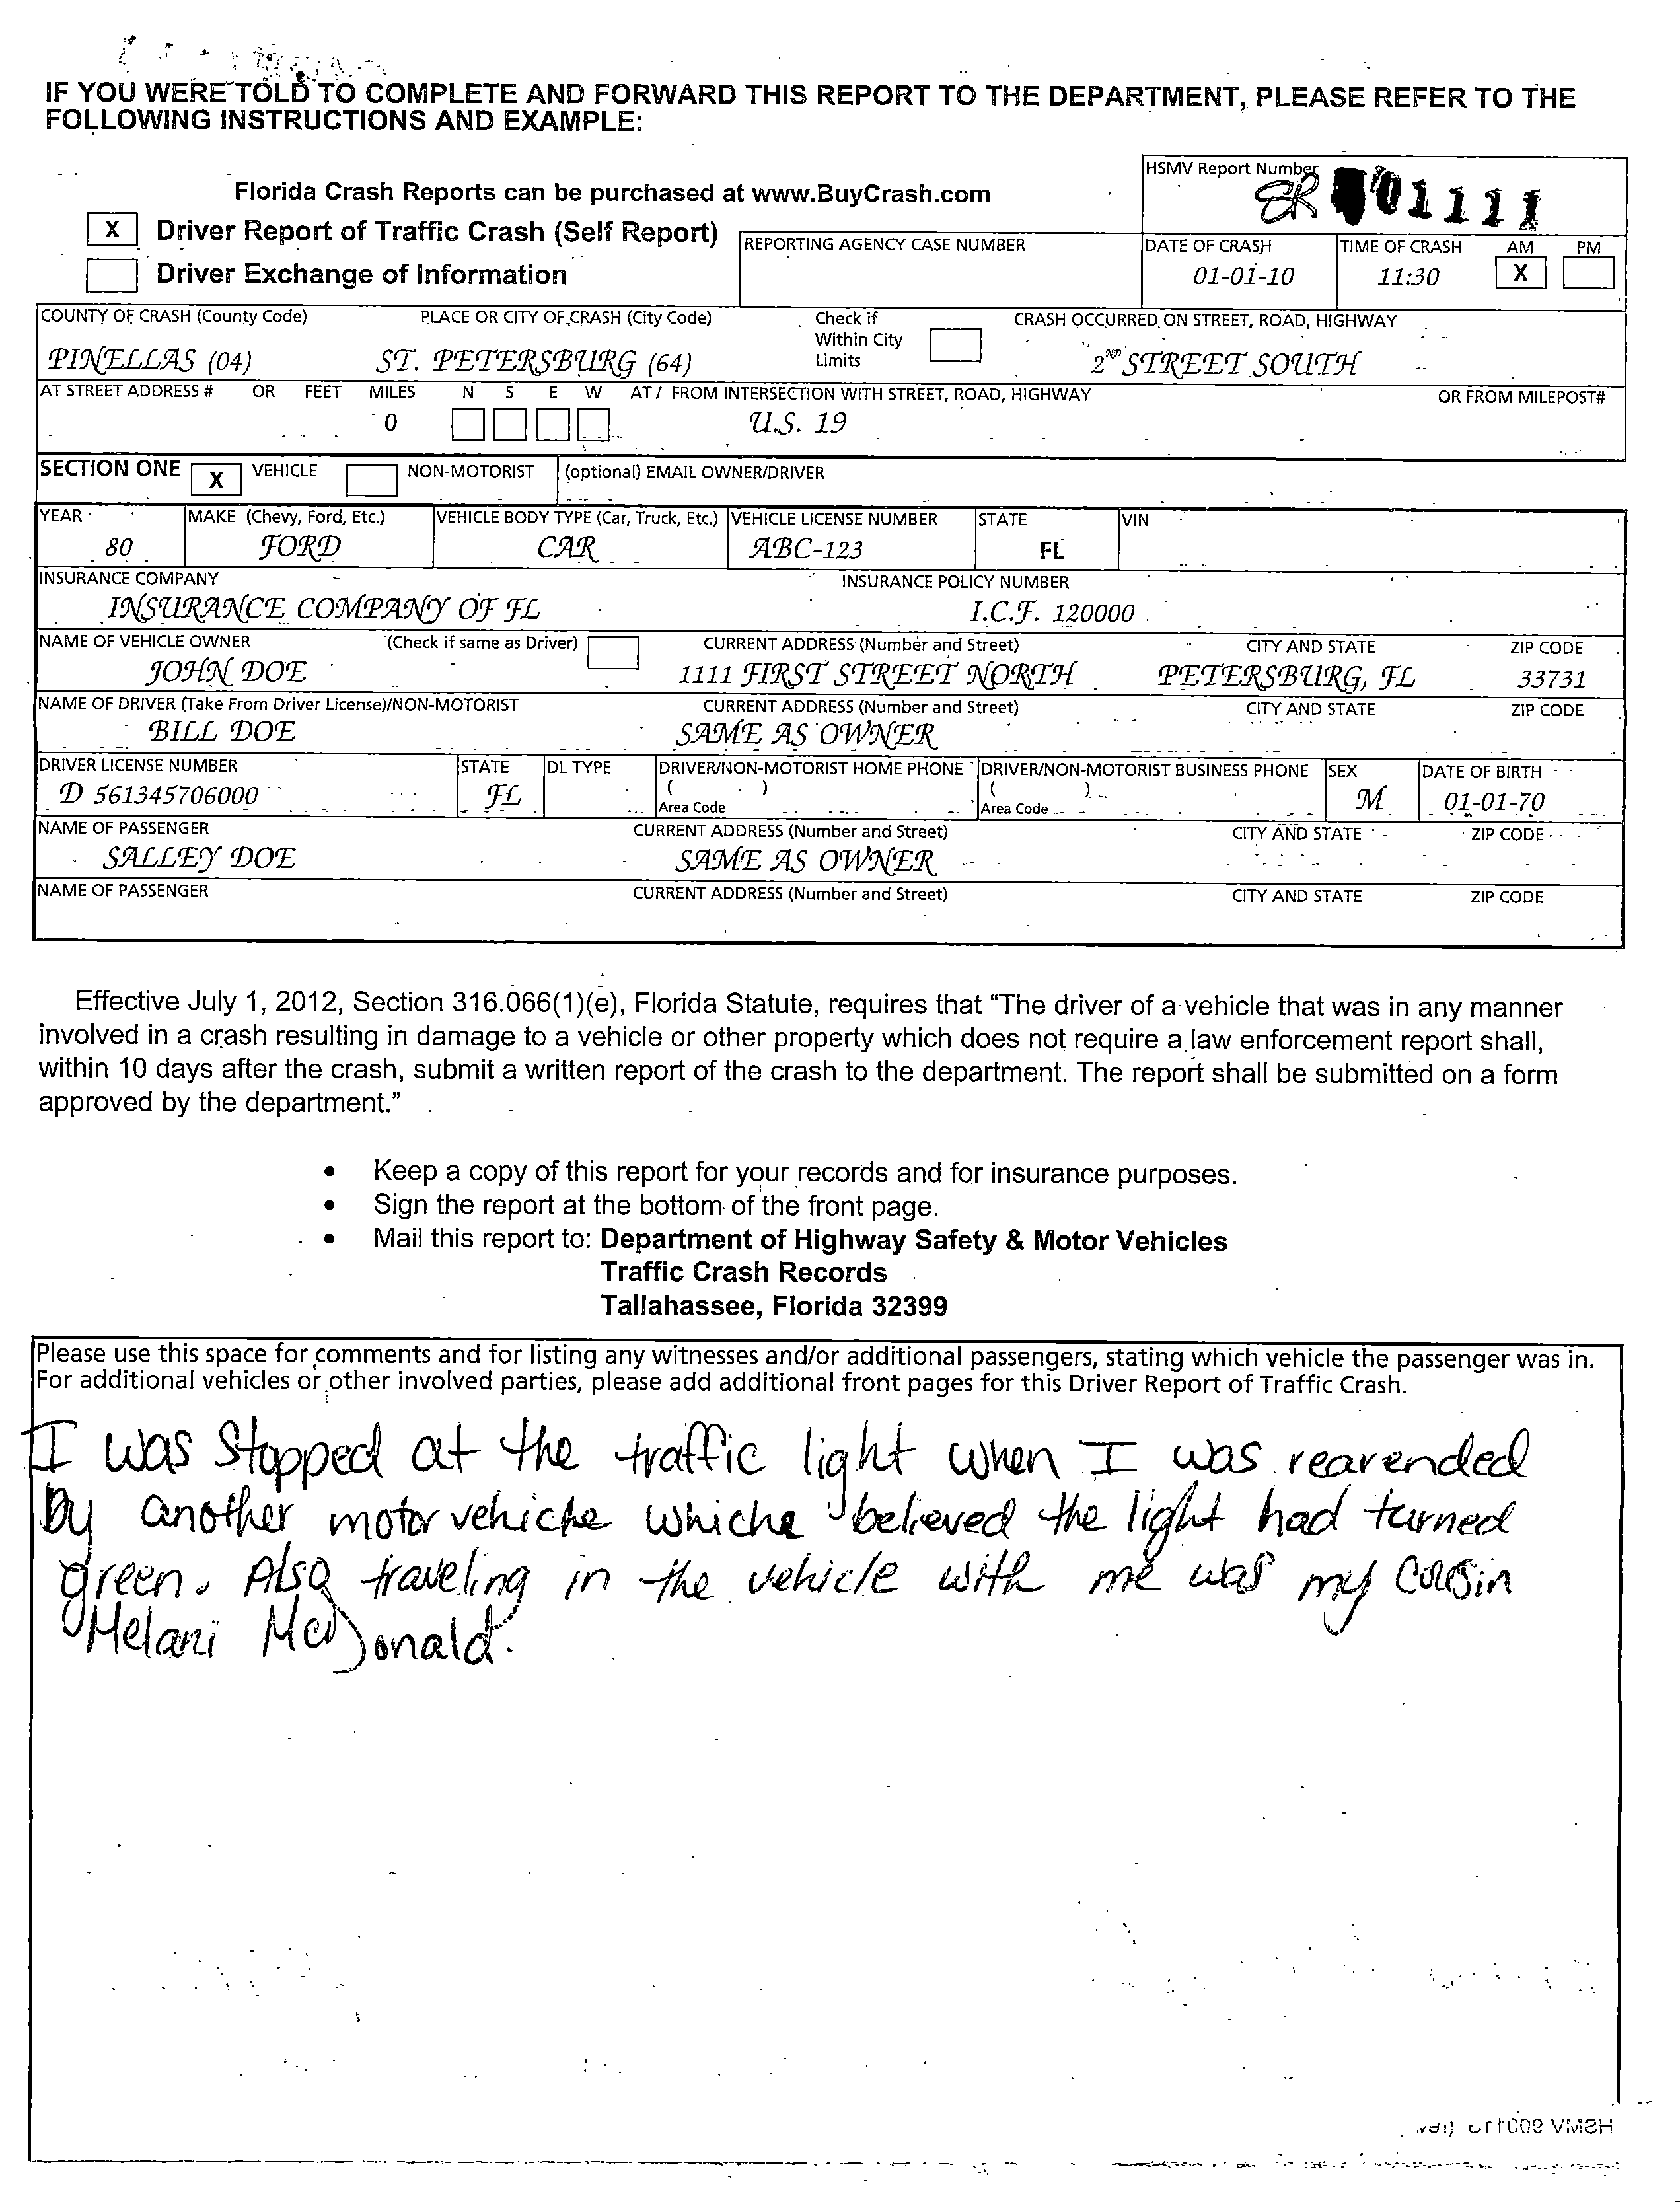 IF YOU WERE TOLD TO COMPLETE AND FORWARD THIS REPORT TO THE DEPARTMENT, PLEASE REFER TO THE
FOLLOWING INSTRUCTIONS AND EXAMPLE:
Florida Crash Reports can be purchased at www.BuyCrash.com
HSMV Report Number
01111
X Driver Report of Traffic Crash (Self Report)
Driver Exchange of Information
REPORTING AGENCY CASE NUMBER
DATE OF CRASH
01-01-10
TIME OF CRASH AM PM
11:30 X
COUNTY OF CRASH (County Code) PLACE OR CITY OF CRASH (City Code) Check if Within City Limits CRASH OCCURRED ON STREET, ROAD, HIGHWAY
PINELLAS (04) ST. PETERSBURG (64) 2ND STREET SOUTH
AT STREET ADDRESS # OR FEET MILES N S E W AT / FROM INTERSECTION WITH STREET, ROAD, HIGHWAY OR FROM MILEPOST#
0 U.S. 19
SECTION ONE X VEHICLE NON-MOTORIST (optional) EMAIL OWNER/DRIVER
YEAR MAKE (Chevy, Ford, Etc.) VEHICLE BODY TYPE (Car, Truck, Etc.) VEHICLE LICENSE NUMBER STATE VIN
80 FORD CAR ABC-123 FL
INSURANCE COMPANY INSURANCE POLICY NUMBER
INSURANCE COMPANY OF FL I.C.F. 120000
NAME OF VEHICLE OWNER (Check if same as Driver) CURRENT ADDRESS (Number and Street) CITY AND STATE ZIP CODE
JOHN DOE 1111 FIRST STREET NORTH PETERSBURG, FL 33731
NAME OF DRIVER (Take From Driver License)/NON-MOTORIST CURRENT ADDRESS (Number and Street) CITY AND STATE ZIP CODE
BILL DOE SAME AS OWNER
DRIVER LICENSE NUMBER STATE DL TYPE DRIVER/NON-MOTORIST HOME PHONE DRIVER/NON-MOTORIST BUSINESS PHONE SEX DATE OF BIRTH
D 561345706000 FL ( ) ( ) M 01-01-70
Area Code Area Code
NAME OF PASSENGER CURRENT ADDRESS (Number and Street) CITY AND STATE ZIP CODE
SALLEY DOE SAME AS OWNER
NAME OF PASSENGER CURRENT ADDRESS (Number and Street) CITY AND STATE ZIP CODE
Effective July 1, 2012, Section 316.066(1)(e), Florida Statute, requires that “The driver of a vehicle that was in any manner
involved in a crash resulting in damage to a vehicle or other property which does not require a law enforcement report shall,
within 10 days after the crash, submit a written report of the crash to the department. The report shall be submitted on a form
approved by the department.”
• Keep a copy of this report for your records and for insurance purposes.
• Sign the report at the bottom of the front page.
• Mail this report to: Department of Highway Safety & Motor Vehicles
Traffic Crash Records
Tallahassee, Florida 32399
Please use this space for comments and for listing any witnesses and/or additional passengers, stating which vehicle the passenger was in.
For additional vehicles or other involved parties, please add additional front pages for this Driver Report of Traffic Crash.
I was stopped at the traffic light when I was rearended
by another motor vehicle whiche believed the light had turned
green. Also traveling in the vehicle with me was my cousin
Melani McDonald.